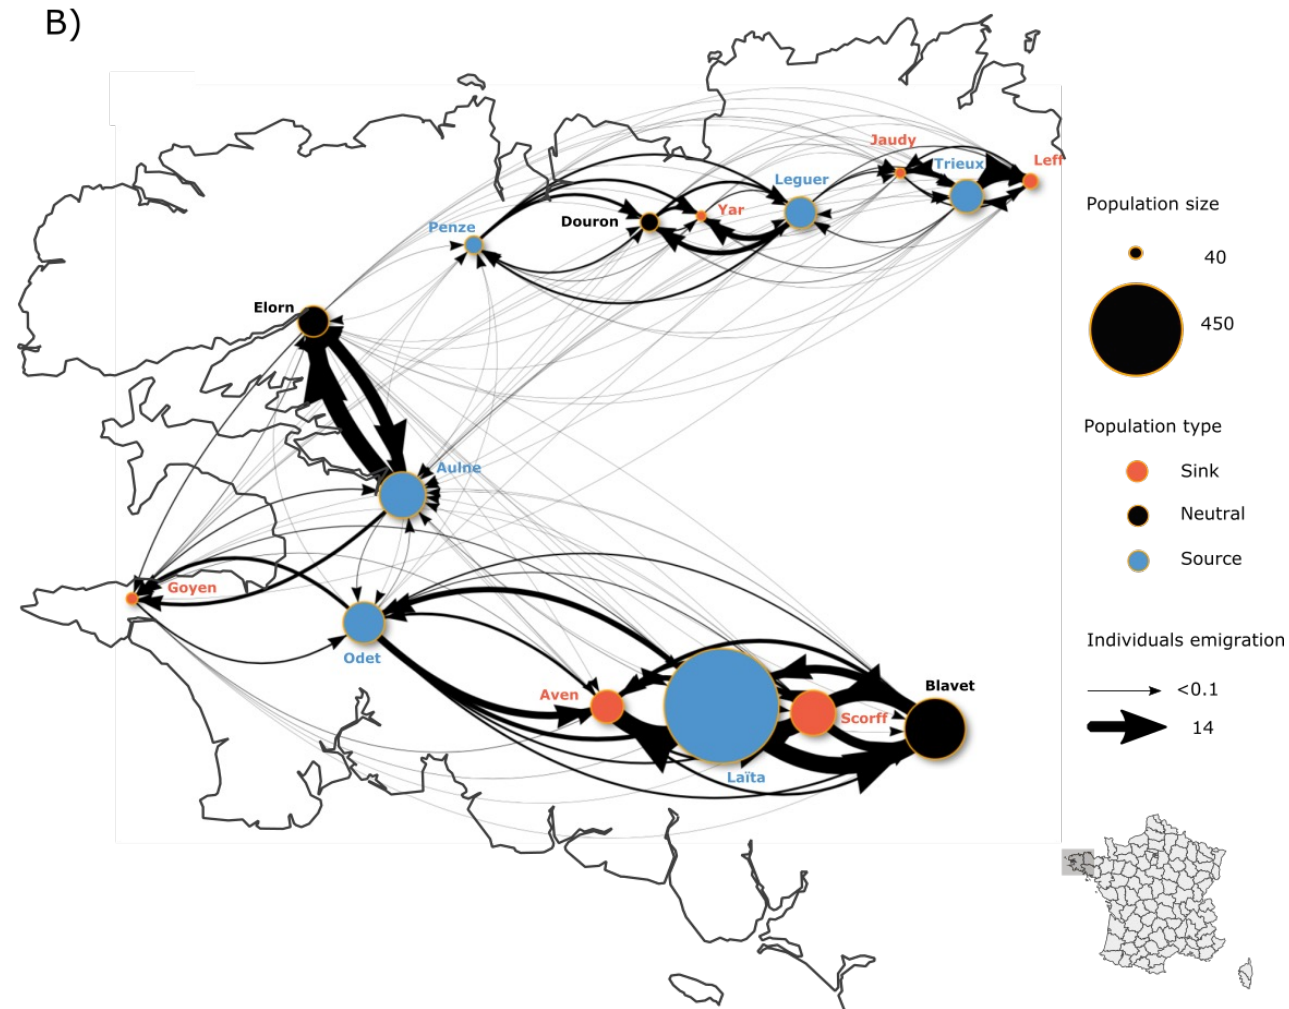 B)
Jaudy
Leff
Trieux
Leguer
Yar
Penze
Douron
Elorn
Aulne
Goyen
Odet
Aven
Blavet
Scorff
Laïta
Population size
40
450
Population type
Sink
Neutral
Source
Individuals emigration
<0.1
14